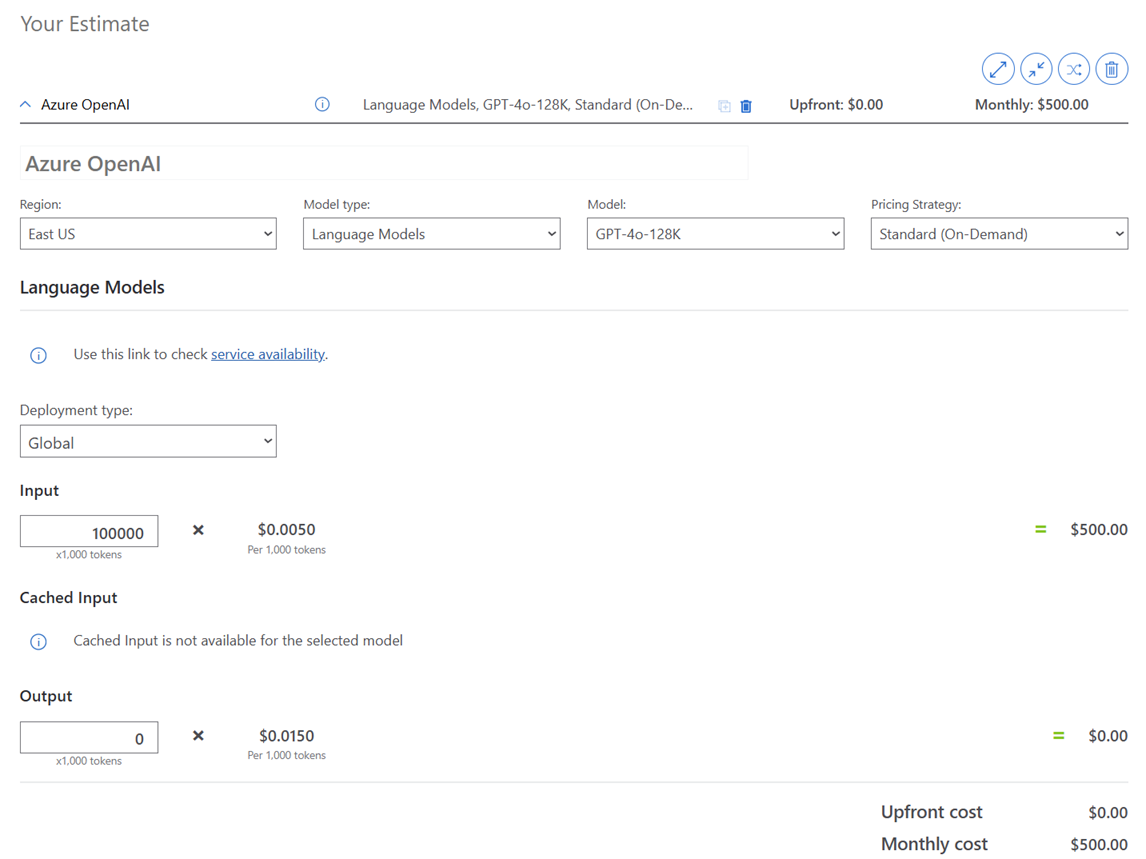 Your Estimate
Azure OpenAI Language Models, GPT-4o-128K, Standard (On-De... Upfront: $0.00 Monthly: $500.00
Azure OpenAI
Region: Model type: Model: Pricing Strategy:
East US Language Models GPT-4o-128K Standard (On-Demand)
Language Models
Use this link to check service availability.
Deployment type:
Global
Input
100000 × $0.0050 = $500.00
x1,000 tokens Per 1,000 tokens
Cached Input
Cached Input is not available for the selected model
Output
0 × $0.0150 = $0.00
x1,000 tokens Per 1,000 tokens
Upfront cost $0.00
Monthly cost $500.00